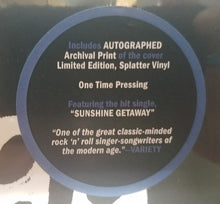 Includes AUTOGRAPHED
Archival Print of the cover
Limited Edition, Splatter Vinyl
One Time Pressing
Featuring the hit single,
"SUNSHINE GETAWAY"
"One of the great classic-minded
rock 'n' roll singer-songwriters
of the modern age."—VARIETY